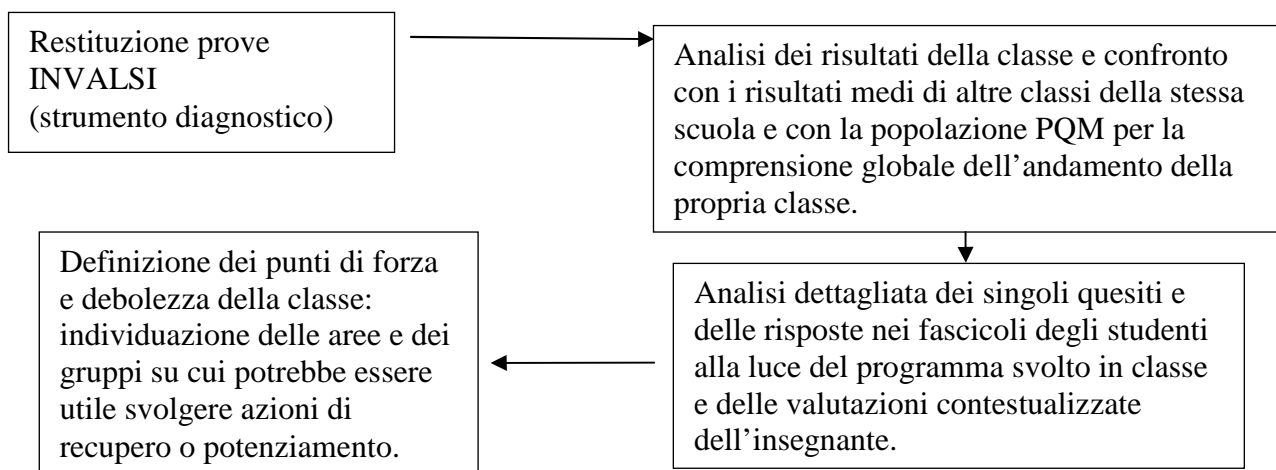 Restituzione prove
INVALSI
(strumento diagnostico)
Analisi dei risultati della classe e confronto
con i risultati medi di altre classi della stessa
scuola e con la popolazione PQM per la
comprensione globale dell’andamento della
propria classe.
Analisi dettagliata dei singoli quesiti e
delle risposte nei fascicoli degli studenti
alla luce del programma svolto in classe
e delle valutazioni contestualizzate
dell’insegnante.
Definizione dei punti di forza
e debolezza della classe:
individuazione delle aree e dei
gruppi su cui potrebbe essere
utile svolgere azioni di
recupero o potenziamento.